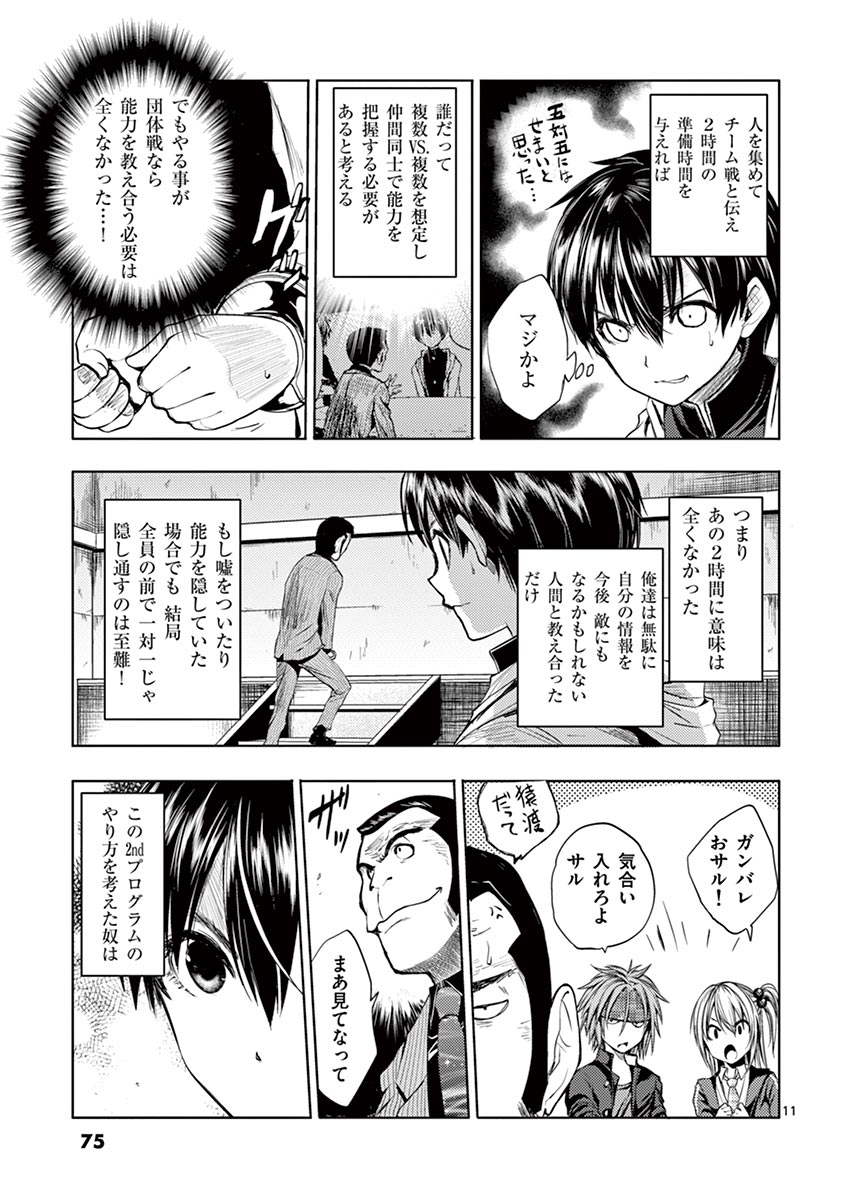 人を集めて
チーム戦と伝え
2時間の
準備時間を
与えれば
五対五には
せまいと
思った…
マジかよ
誰だって
複数VS.複数を想定し
仲間同士で能力を
把握する必要が
あると考える
でもやる事が
団体戦なら
能力を教え合う必要は
全くなかった…!
グッ
つまり
あの2時間に意味は
全くなかった
俺達は無駄に
自分の情報を
今後 敵にも
なるかもしれない
人間と教え合った
だけ
もし嘘をついたり
能力を隠していた
場合でも 結局
全員の前で一対一じゃ
隠し通すのは至難!
ガンバレ
おサル!
気合い
入れろよ
サル
猿渡
だって
ザッ
まあ見てなって
この2ndプログラムの
やり方を考えた奴は
11
75